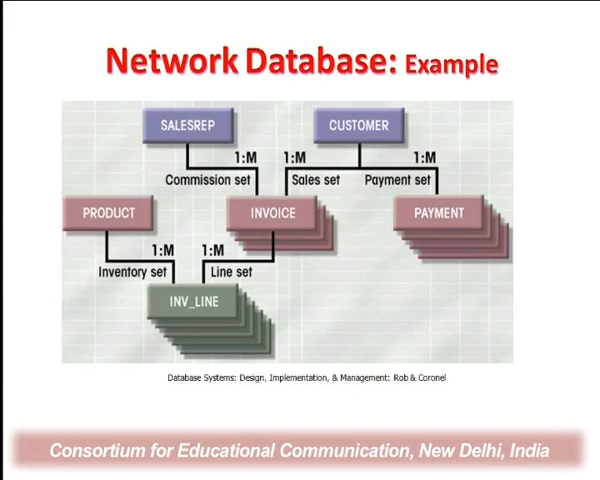 Network Database: Example
SALESREP CUSTOMER
1:M 1:M 1:M
Commission set Sales set Payment set
PRODUCT INVOICE PAYMENT
1:M 1:M
Inventory set Line set
INV_LINE
Database Systems: Design, Implementation, & Management: Rob & Coronel
Consortium for Educational Communication, New Delhi, India